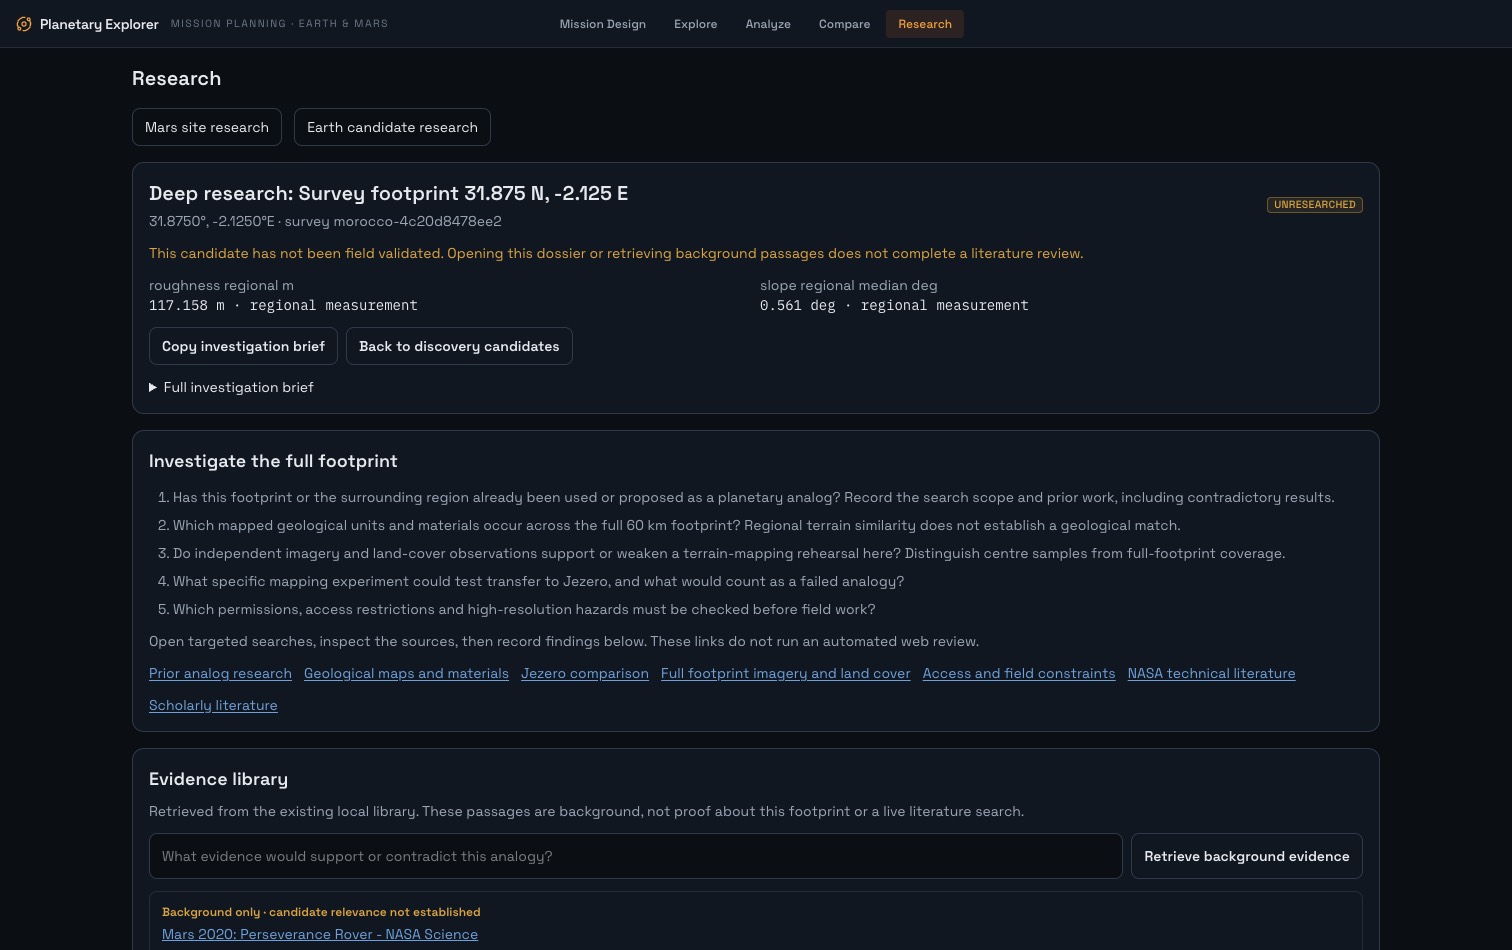 Planetary Explorer MISSION PLANNING · EARTH & MARS Mission Design Explore Analyze Compare Research
Research
Mars site research Earth candidate research
Deep research: Survey footprint 31.875 N, -2.125 E
31.8750°, -2.1250°E · survey morocco-4c20d8478ee2
UNRESEARCHED
This candidate has not been field validated. Opening this dossier or retrieving background passages does not complete a literature review.
roughness regional m
117.158 m · regional measurement
slope regional median deg
0.561 deg · regional measurement
Copy investigation brief Back to discovery candidates
▶ Full investigation brief
Investigate the full footprint
1. Has this footprint or the surrounding region already been used or proposed as a planetary analog? Record the search scope and prior work, including contradictory results.
2. Which mapped geological units and materials occur across the full 60 km footprint? Regional terrain similarity does not establish a geological match.
3. Do independent imagery and land-cover observations support or weaken a terrain-mapping rehearsal here? Distinguish centre samples from full-footprint coverage.
4. What specific mapping experiment could test transfer to Jezero, and what would count as a failed analogy?
5. Which permissions, access restrictions and high-resolution hazards must be checked before field work?
Open targeted searches, inspect the sources, then record findings below. These links do not run an automated web review.
Prior analog research Geological maps and materials Jezero comparison Full footprint imagery and land cover Access and field constraints NASA technical literature
Scholarly literature
Evidence library
Retrieved from the existing local library. These passages are background, not proof about this footprint or a live literature search.
What evidence would support or contradict this analogy? Retrieve background evidence
Background only · candidate relevance not established
Mars 2020: Perseverance Rover - NASA Science